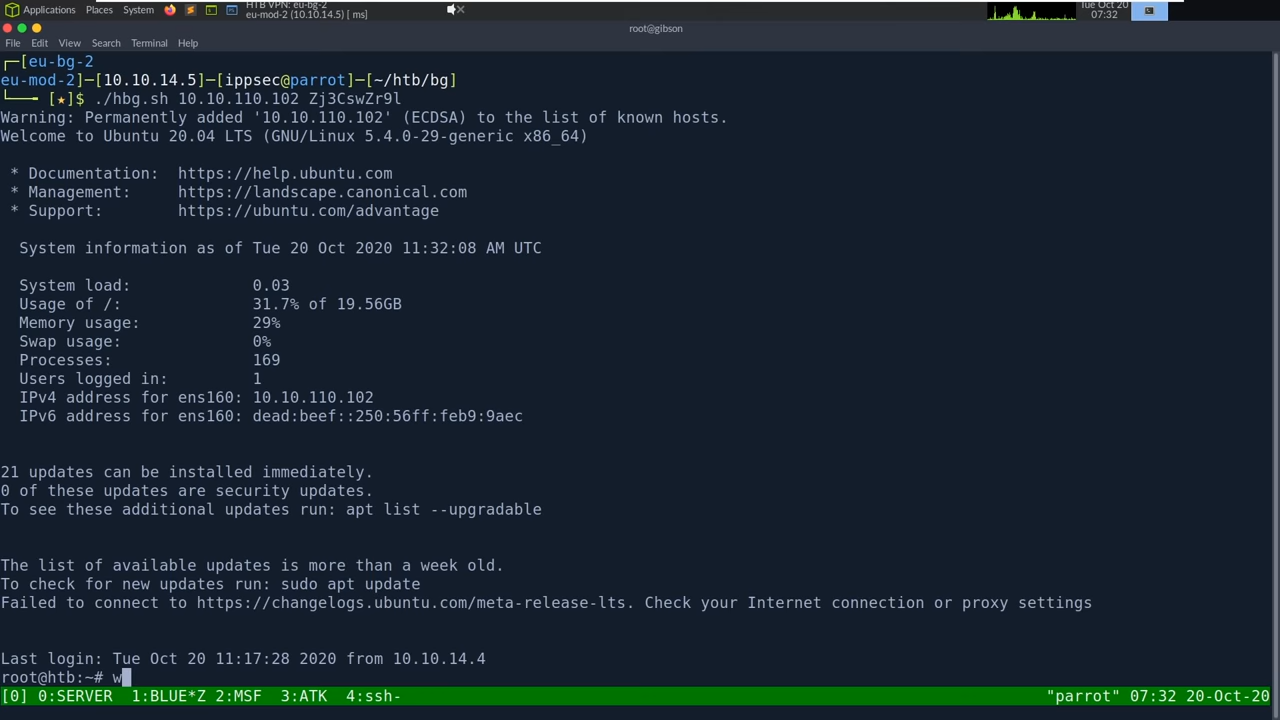 Applications Places System HTB VPN: eu-bg-2 Tue Oct 20
eu-mod-2 (10.10.14.5) [ ms] 07:32
root@gibson
File Edit View Search Terminal Help
┌─[eu-bg-2
eu-mod-2]─[10.10.14.5]─[ippsec@parrot]─[~/htb/bg]
└──╼ [★]$ ./hbg.sh 10.10.110.102 Zj3CswZr9l
Warning: Permanently added '10.10.110.102' (ECDSA) to the list of known hosts.
Welcome to Ubuntu 20.04 LTS (GNU/Linux 5.4.0-29-generic x86_64)
* Documentation: https://help.ubuntu.com
* Management: https://landscape.canonical.com
* Support: https://ubuntu.com/advantage
System information as of Tue 20 Oct 2020 11:32:08 AM UTC
System load: 0.03
Usage of /: 31.7% of 19.56GB
Memory usage: 29%
Swap usage: 0%
Processes: 169
Users logged in: 1
IPv4 address for ens160: 10.10.110.102
IPv6 address for ens160: dead:beef::250:56ff:feb9:9aec
21 updates can be installed immediately.
0 of these updates are security updates.
To see these additional updates run: apt list --upgradable
The list of available updates is more than a week old.
To check for new updates run: sudo apt update
Failed to connect to https://changelogs.ubuntu.com/meta-release-lts. Check your Internet connection or proxy settings
Last login: Tue Oct 20 11:17:28 2020 from 10.10.14.4
root@htb:~# w
[0] 0:SERVER 1:BLUE*Z 2:MSF 3:ATK 4:ssh- "parrot" 07:32 20-Oct-20